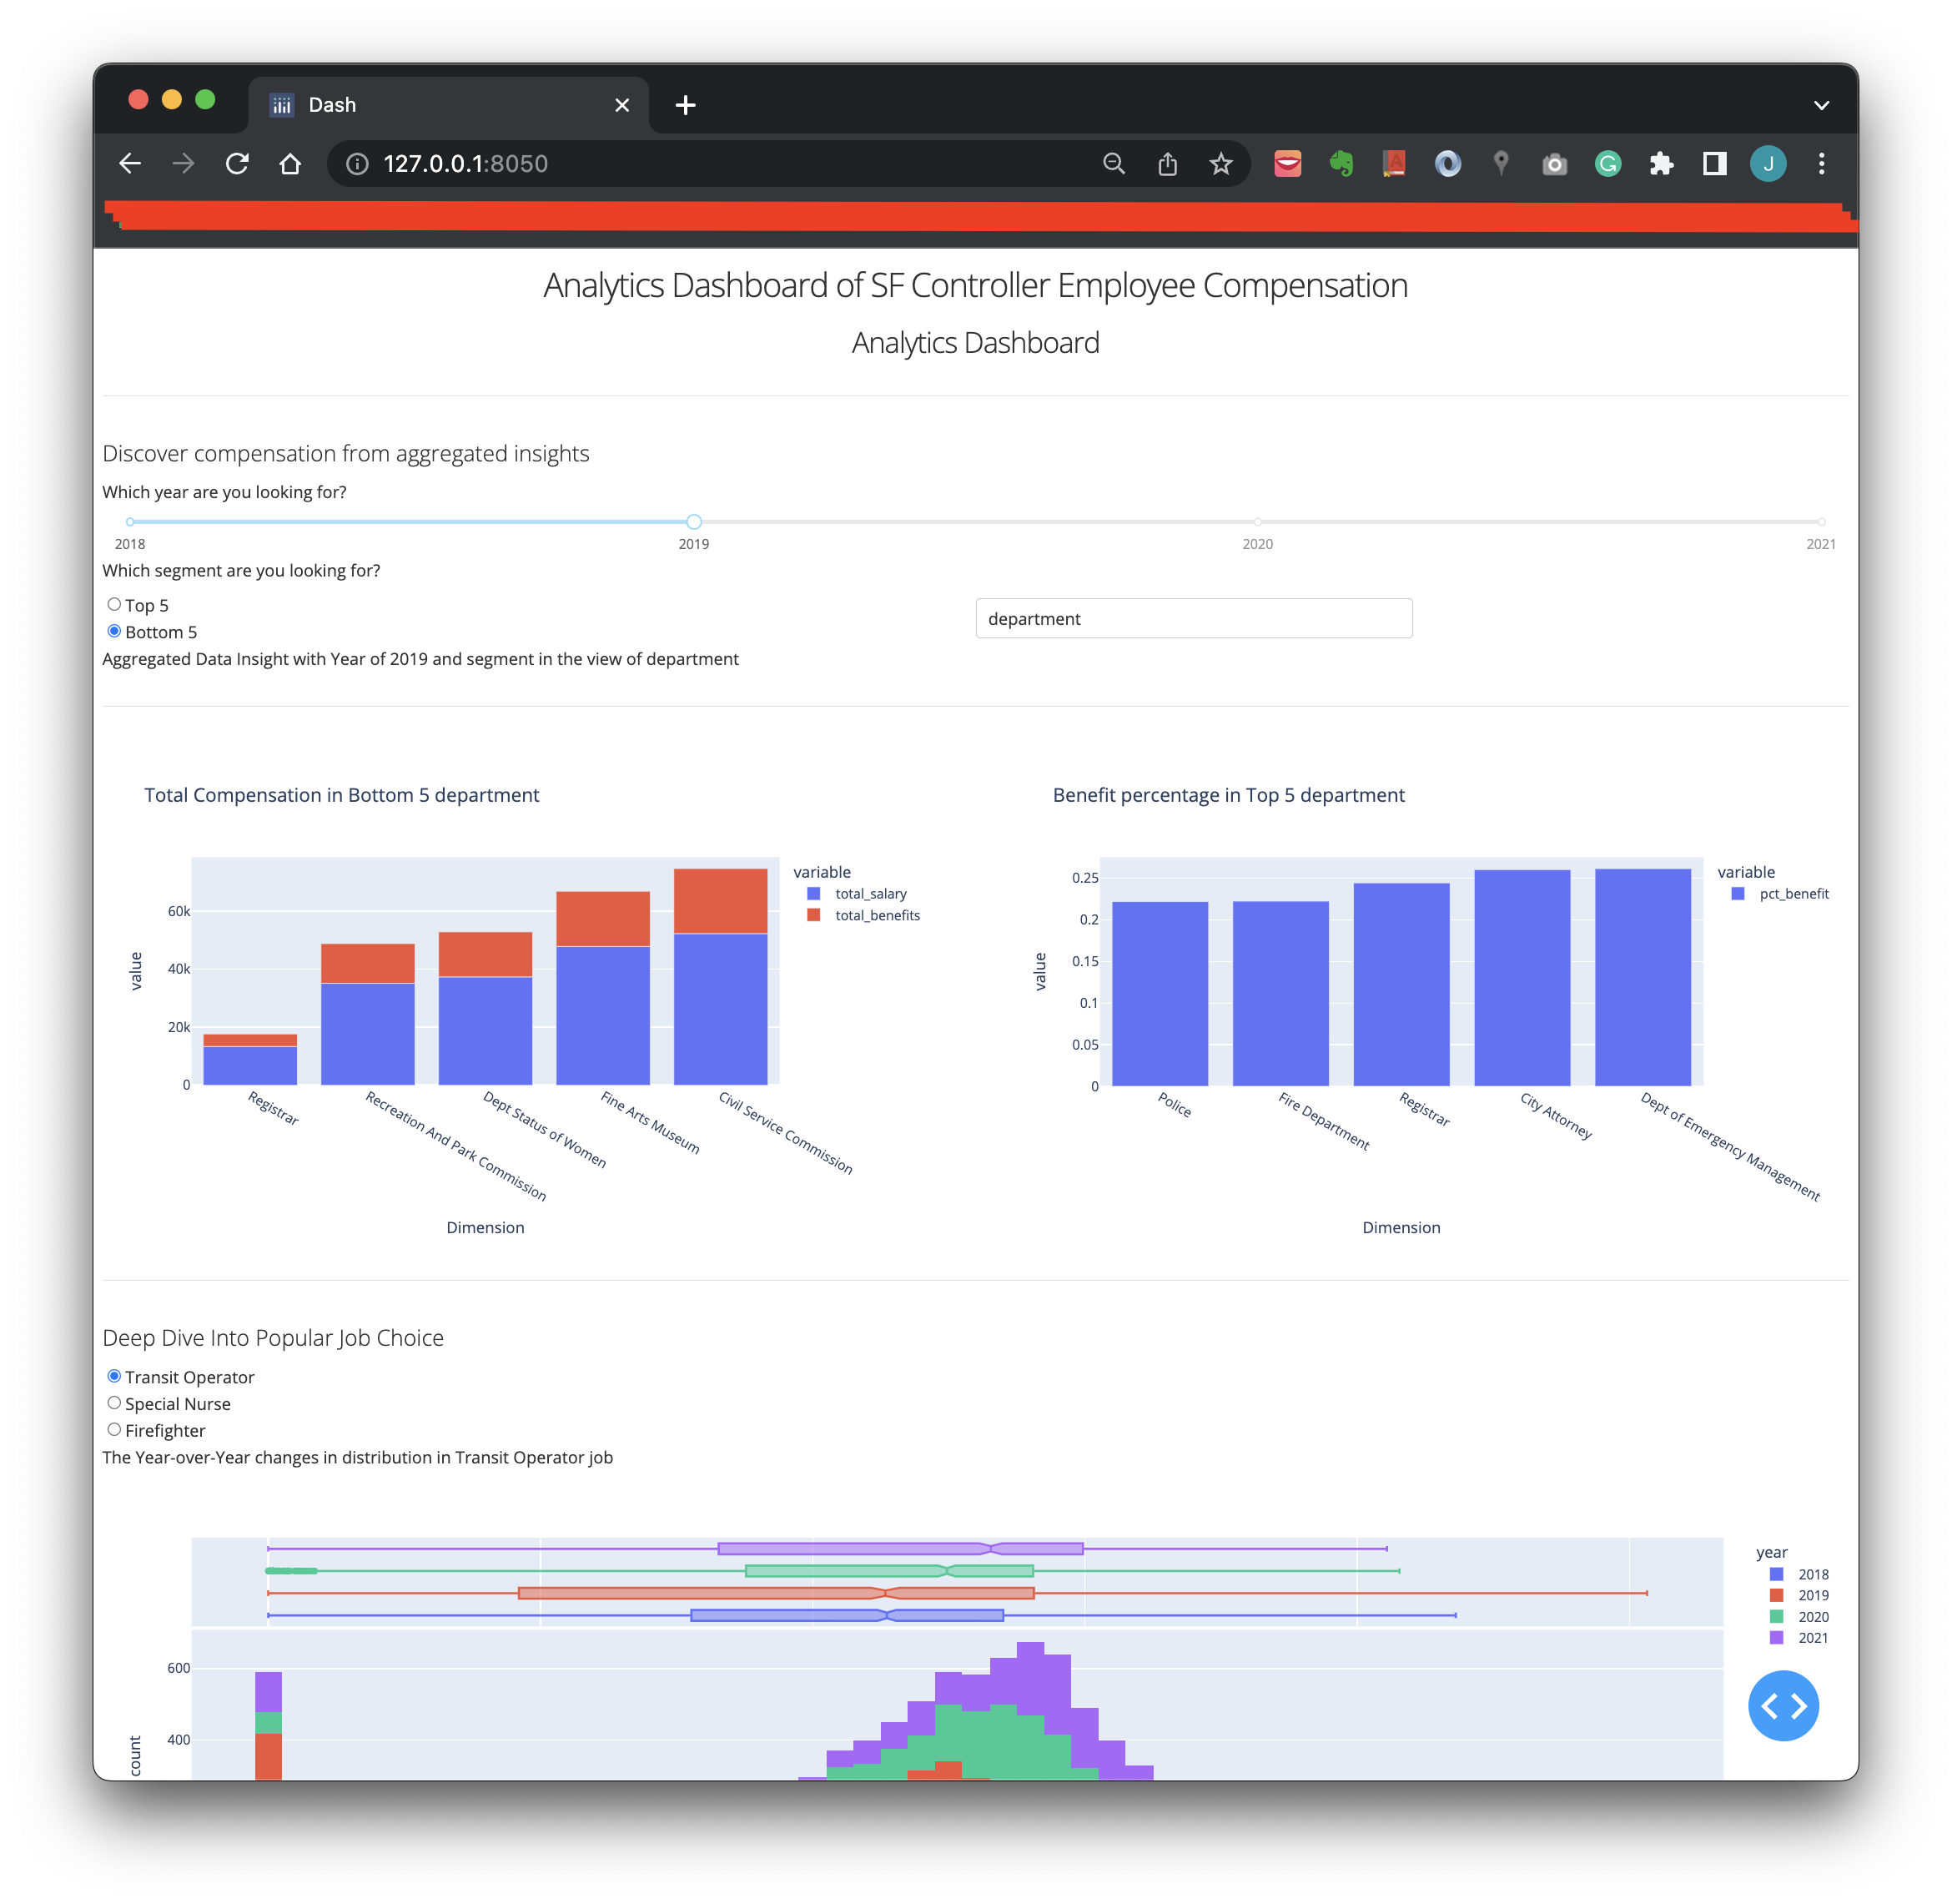 Dash
127.0.0.1:8050
J
Analytics Dashboard of SF Controller Employee Compensation
Analytics Dashboard
Discover compensation from aggregated insights
Which year are you looking for?
2018 2019 2020 2021
Which segment are you looking for?
Top 5
Bottom 5
department
Aggregated Data Insight with Year of 2019 and segment in the view of department
Total Compensation in Bottom 5 department
value
60k
40k
20k
0
Registrar
Recreation And Park Commission
Dept Status of Women
Fine Arts Museum
Civil Service Commission
Dimension
variable
total_salary
total_benefits
Benefit percentage in Top 5 department
value
0.25
0.2
0.15
0.1
0.05
0
Police
Fire Department
Registrar
City Attorney
Dept of Emergency Management
Dimension
variable
pct_benefit
Deep Dive Into Popular Job Choice
Transit Operator
Special Nurse
Firefighter
The Year-over-Year changes in distribution in Transit Operator job
year
2018
2019
2020
2021
600
400
count